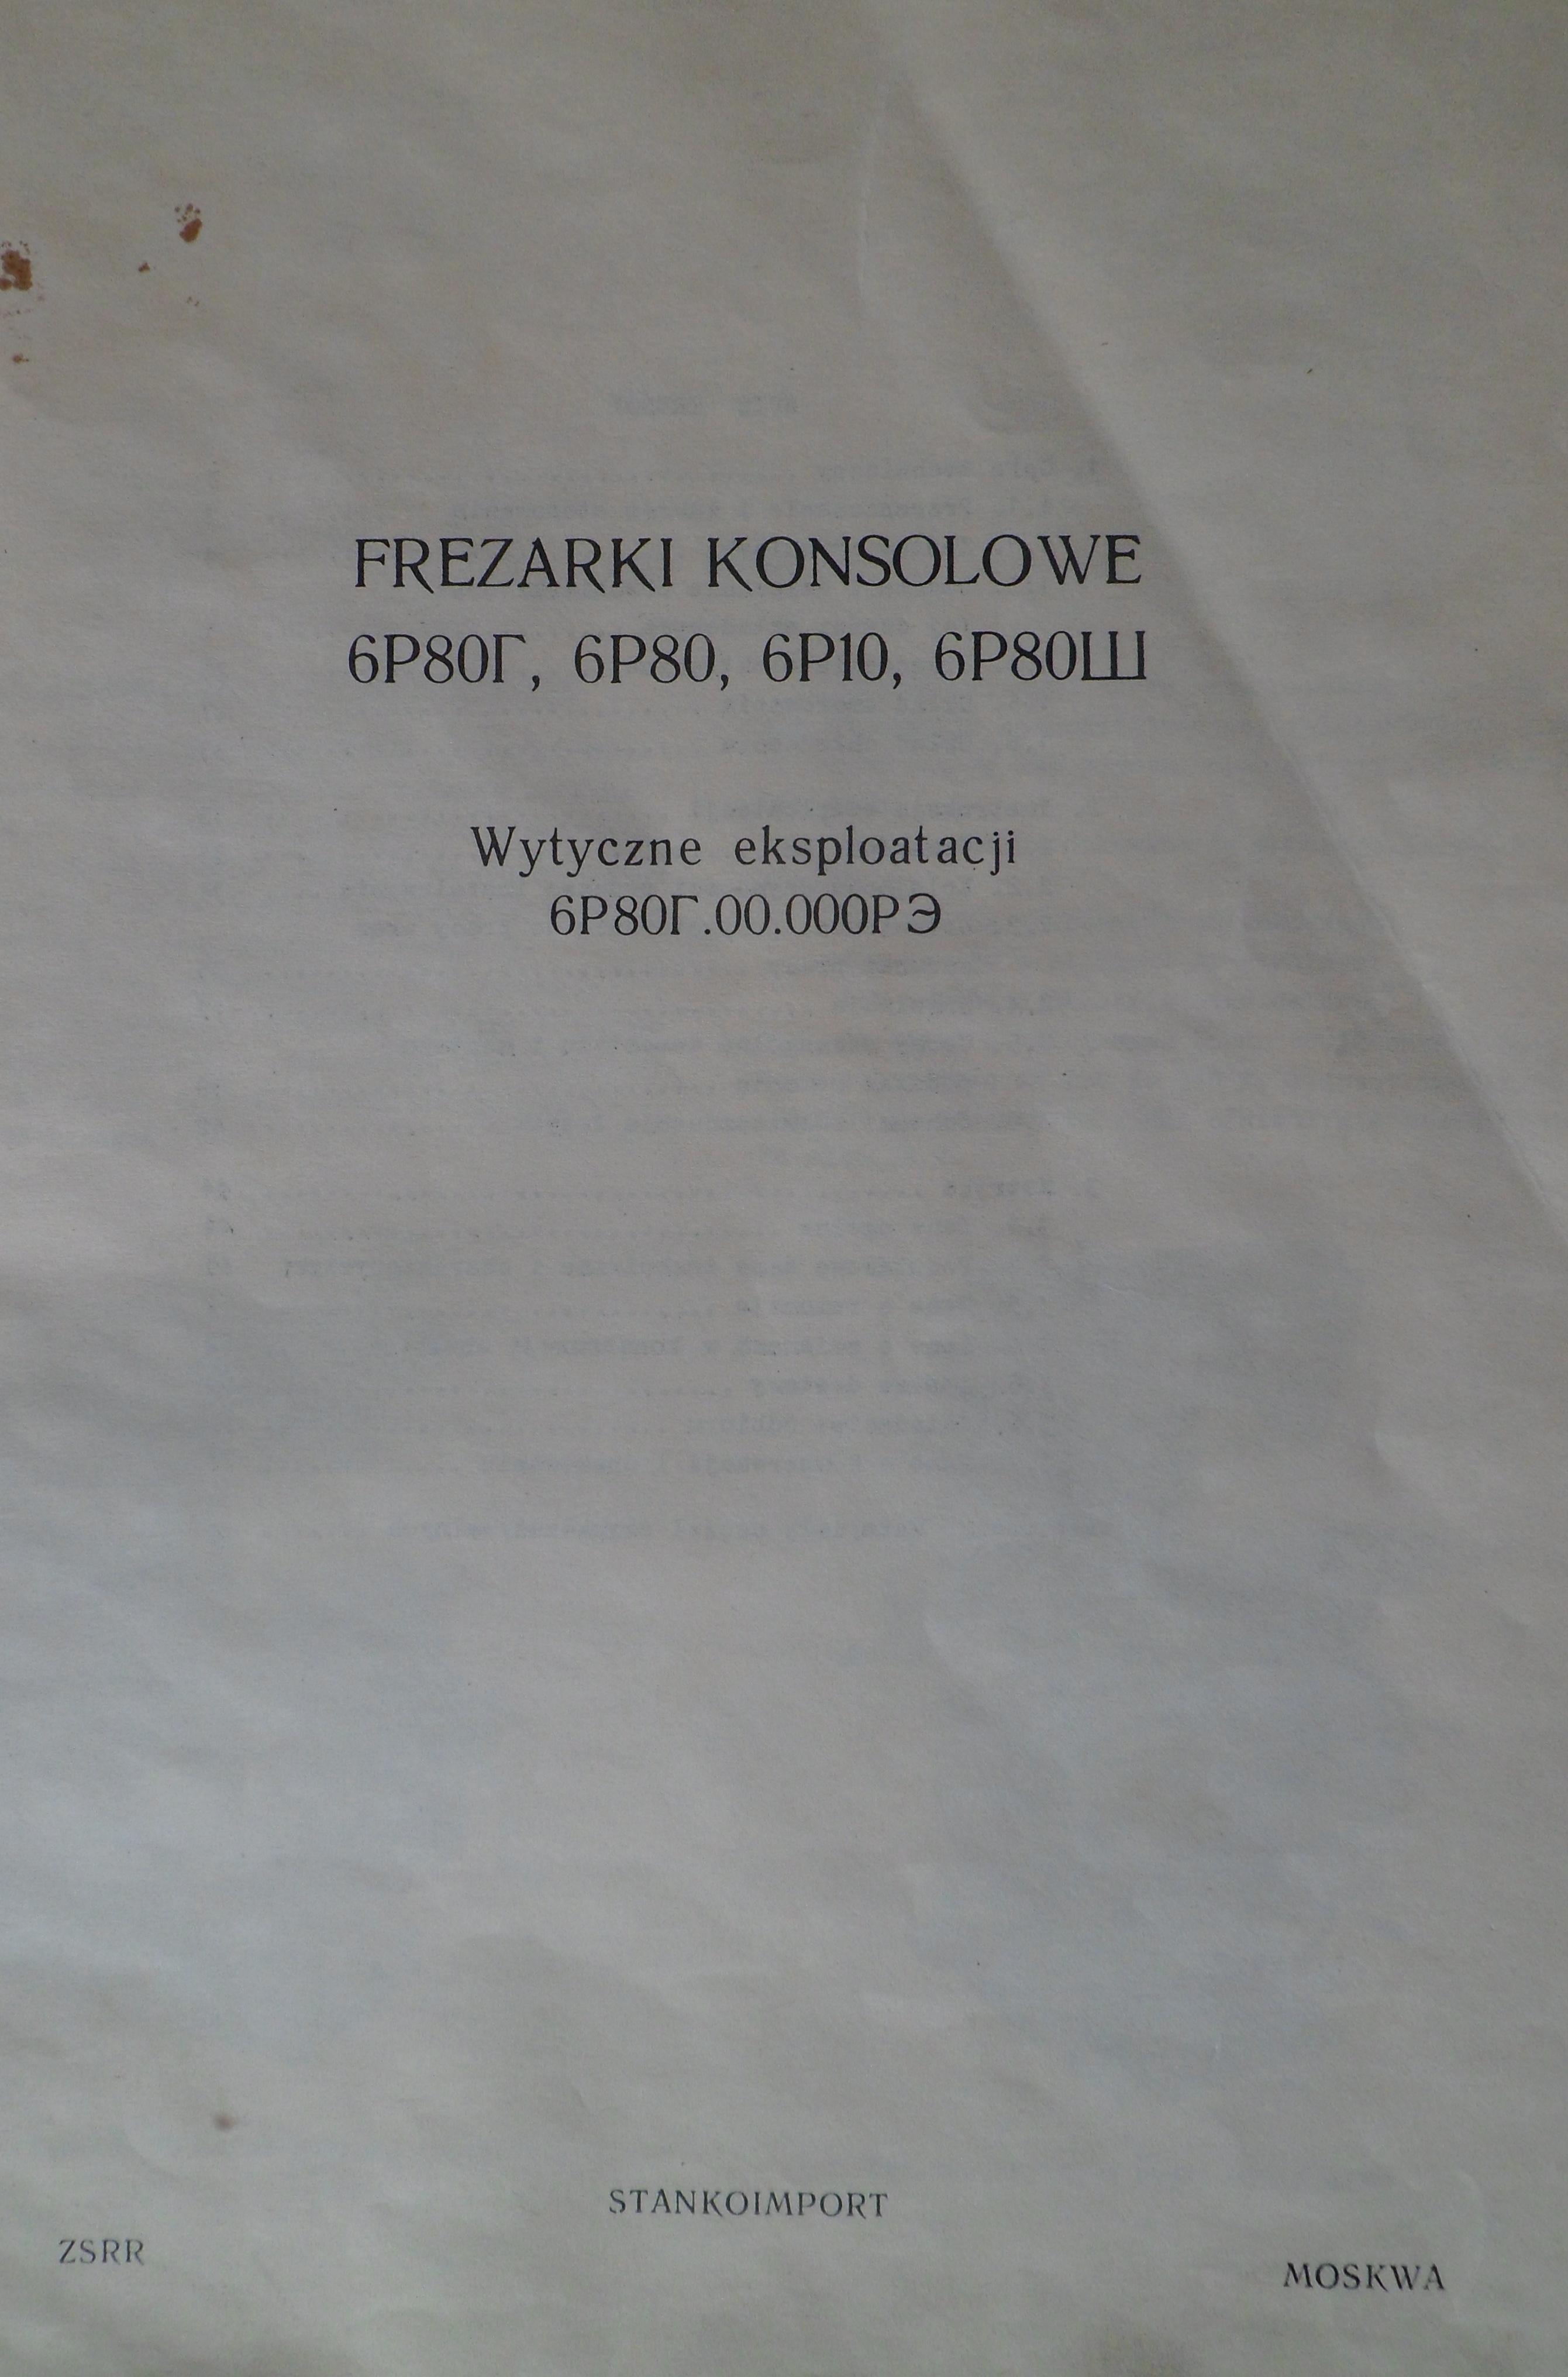 FREZARKI KONSOLOWE
6Р80Г, 6Р80, 6Р10, 6Р80Ш
Wytyczne eksploatacji
6Р80Г.00.000РЭ
STANKOIMPORT
ZSRR
MOSKWA